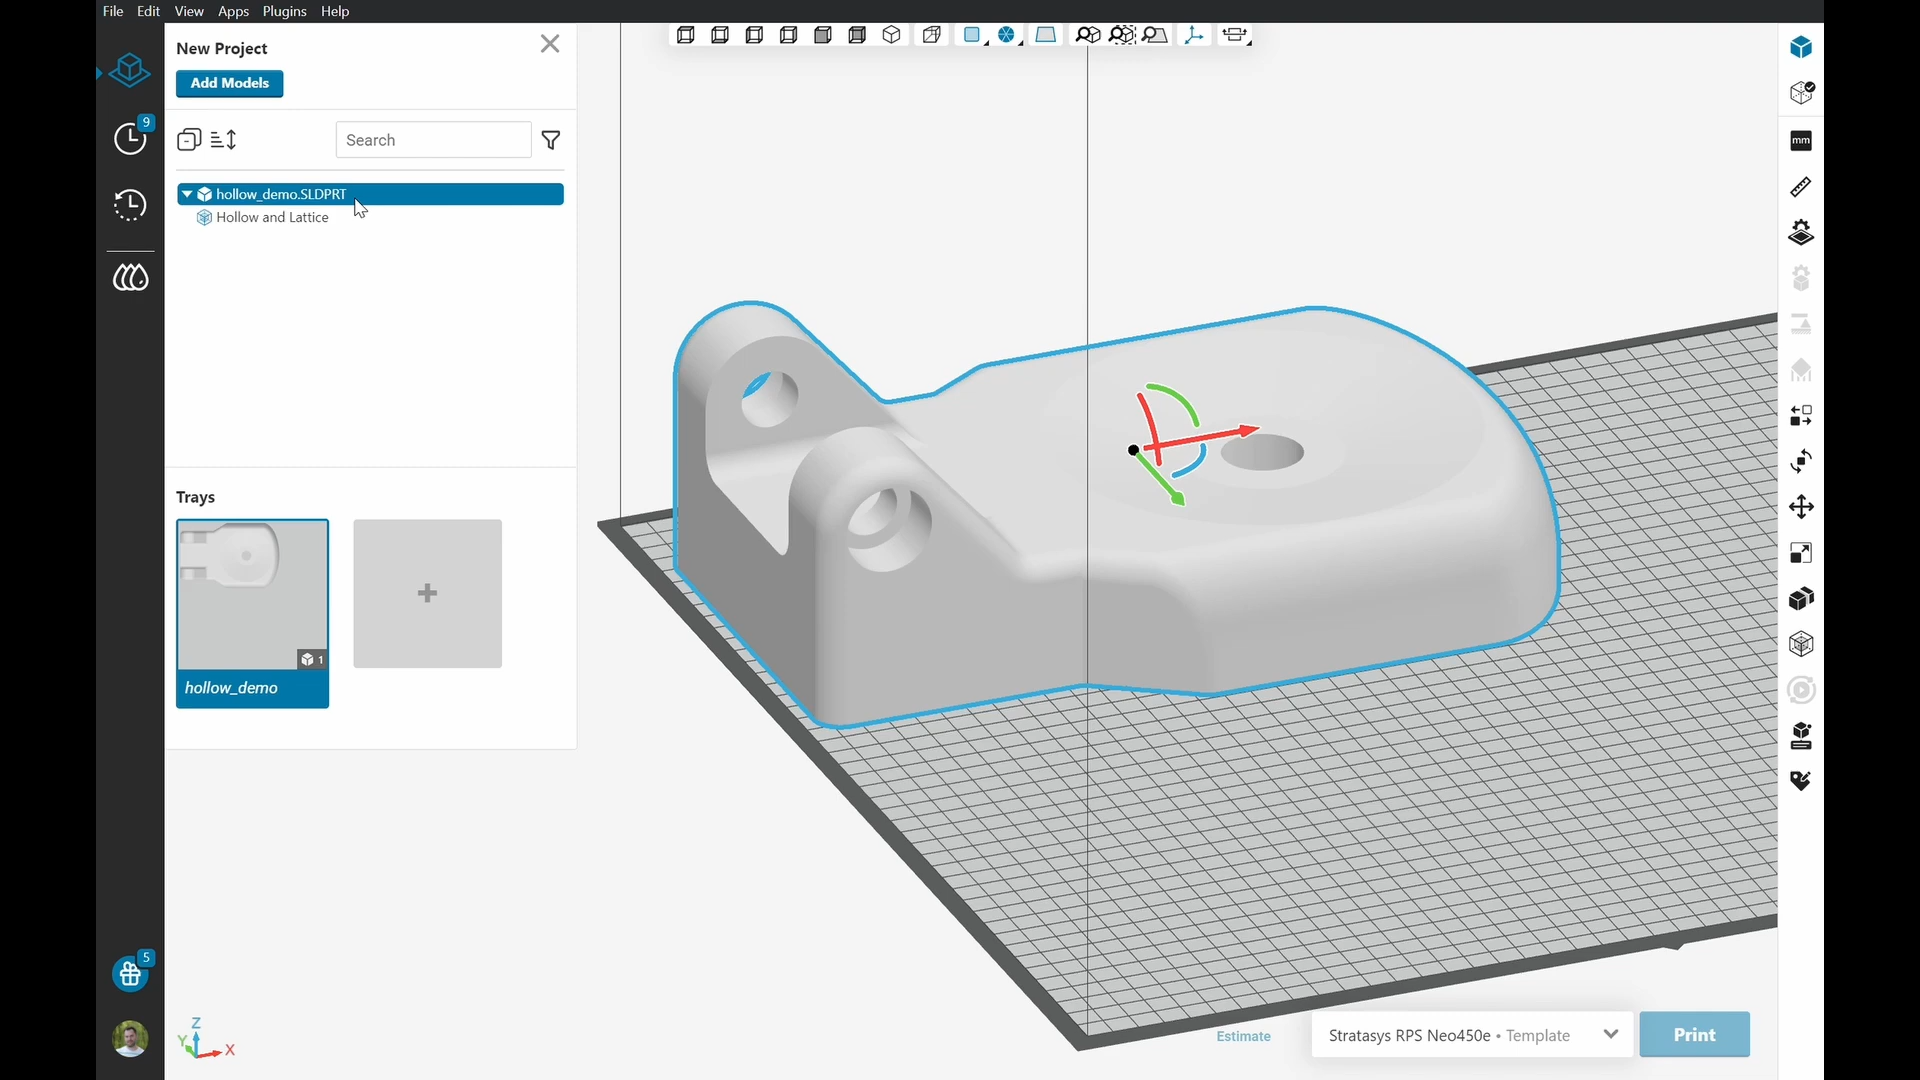 File Edit View Apps Plugins Help
New Project
Add Models
9
Search
mm
hollow_demo.SLDPRT
Hollow and Lattice
Trays
1
hollow_demo
5
Z
Y
X
Estimate
Stratasys RPS Neo450e • Template
Print